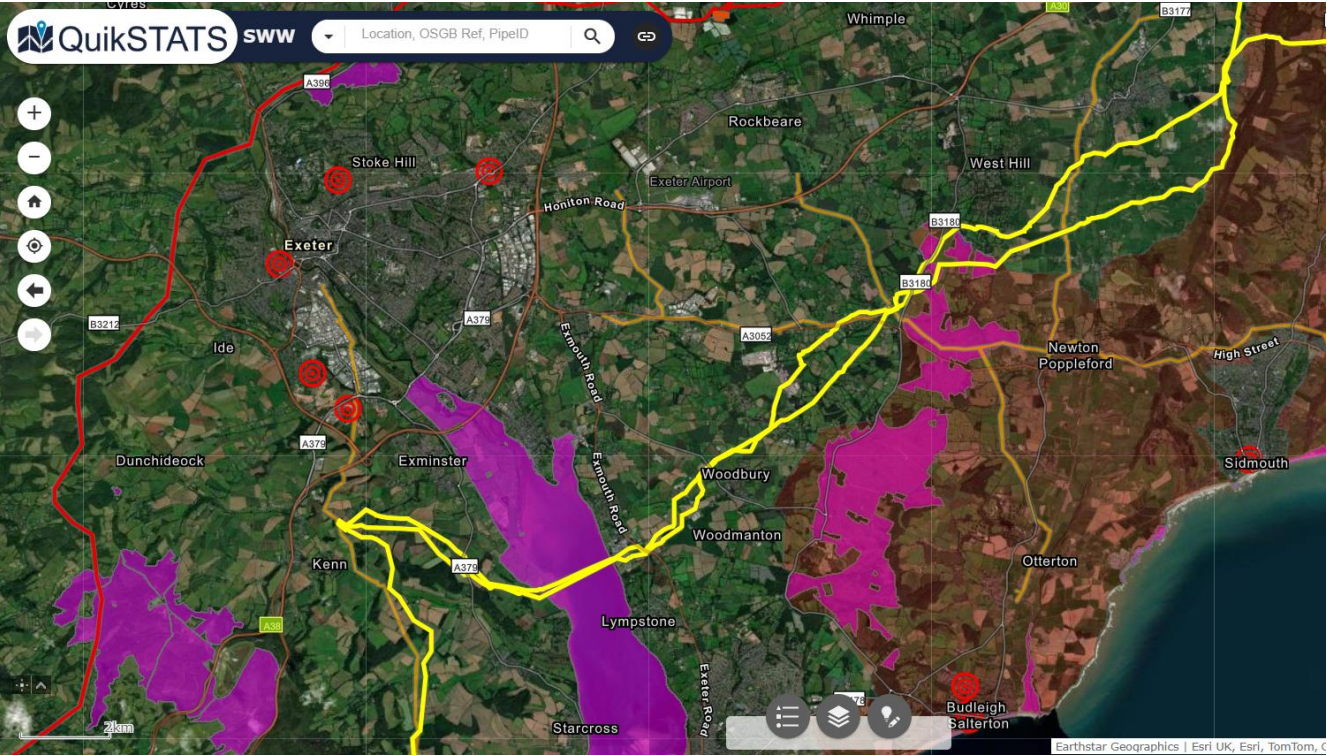 Cyres
A30
B3177
Whimple
QuikSTATS SWW
Location, OSGB Ref, PipeID
A396
Rockbeare
Stoke Hill
West Hill
Exeter Airport
Honiton Road
B3180
Exeter
B3180
B3212
A379
A3052
Ide
Exmouth Road
Newton
Poppleford
High Street
A379
Dunchideock
Exminster
Woodbury
Sidmouth
Exmouth Road
Woodmanton
Kenn
A379
Otterton
A38
Lympstone
Exeter Road
Budleigh
Salterton
2km
Starcross
Earthstar Geographics | Esri UK, Esri, TomTom,